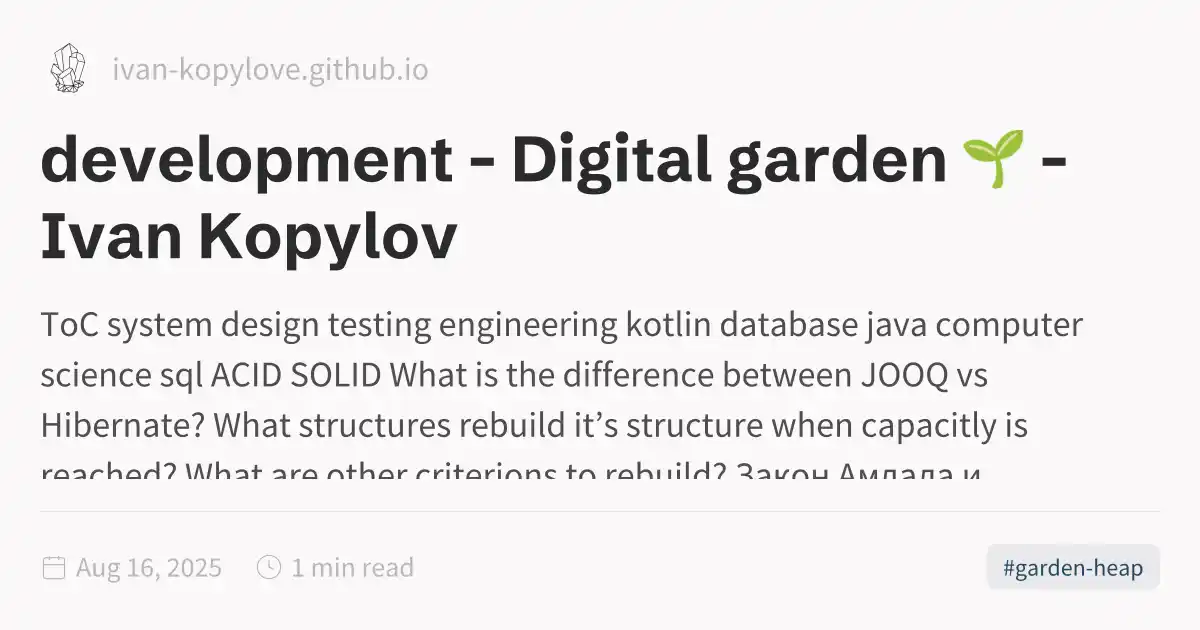 ivan-kopylove.github.io
development - Digital garden 🌱 -
Ivan Kopylov
ToC system design testing engineering kotlin database java computer
science sql ACID SOLID What is the difference between JOOQ vs
Hibernate? What structures rebuild it’s structure when capacitly is
reached? What are other criterions to rebuild? Закон Амдала и
Aug 16, 2025
1 min read
#garden-heap